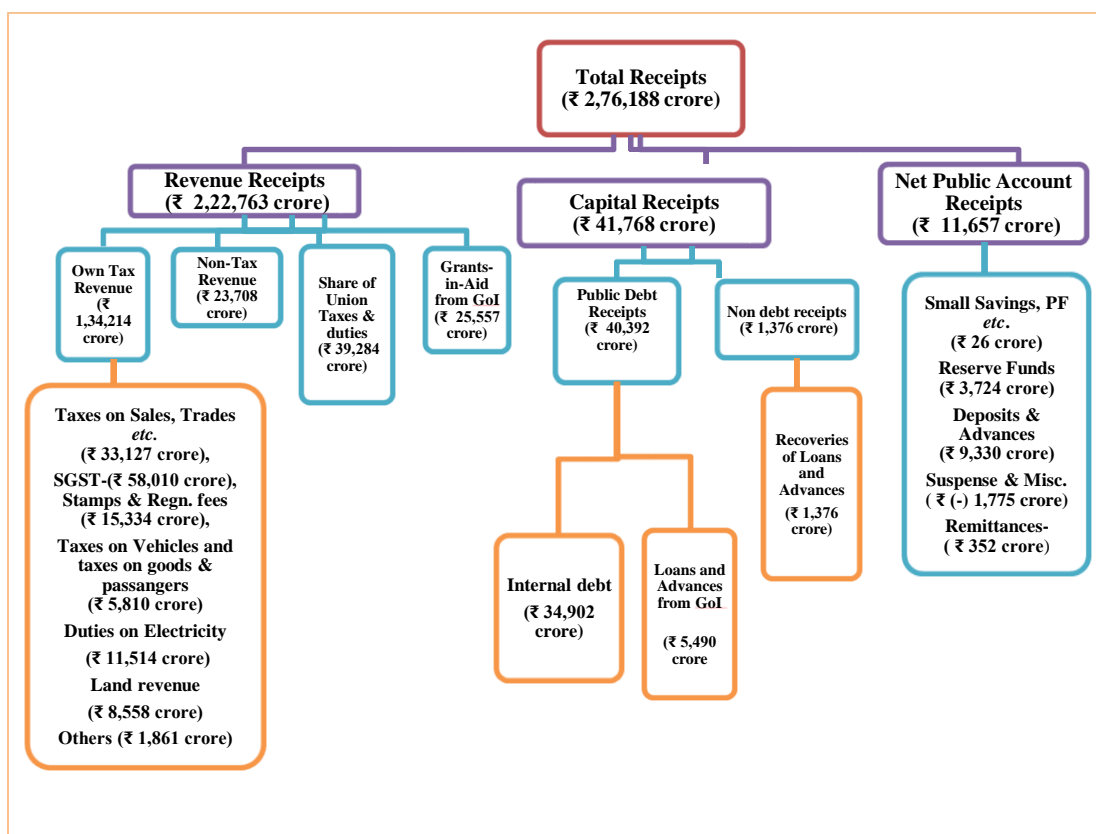 Total Receipts
(₹ 2,76,188 crore)
Revenue Receipts
(₹ 2,22,763 crore)
Capital Receipts
(₹ 41,768 crore)
Net Public Account
Receipts
(₹ 11,657 crore)
Own Tax
Revenue
(₹
1,34,214
crore)
Non-Tax
Revenue
(₹ 23,708
crore)
Share of
Union
Taxes &
duties
(₹ 39,284
crore)
Grants-
in-Aid
from GoI
(₹ 25,557
crore)
Public Debt
Receipts
(₹ 40,392
crore)
Non debt receipts
(₹ 1,376 crore)
Small Savings, PF
etc.
(₹ 26 crore)
Reserve Funds
(₹ 3,724 crore)
Deposits &
Advances
(₹ 9,330 crore)
Suspense & Misc.
( ₹ (-) 1,775 crore)
Remittances-
( ₹ 352 crore)
Taxes on Sales, Trades
etc.
(₹ 33,127 crore),
SGST-(₹ 58,010 crore),
Stamps & Regn. fees
(₹ 15,334 crore),
Taxes on Vehicles and
taxes on goods &
passangers
(₹ 5,810 crore)
Duties on Electricity
(₹ 11,514 crore)
Land revenue
(₹ 8,558 crore)
Others (₹ 1,861 crore)
Internal debt
(₹ 34,902
crore)
Loans and
Advances
from GoI
(₹ 5,490
crore
Recoveries
of Loans
and
Advances
(₹ 1,376
crore)